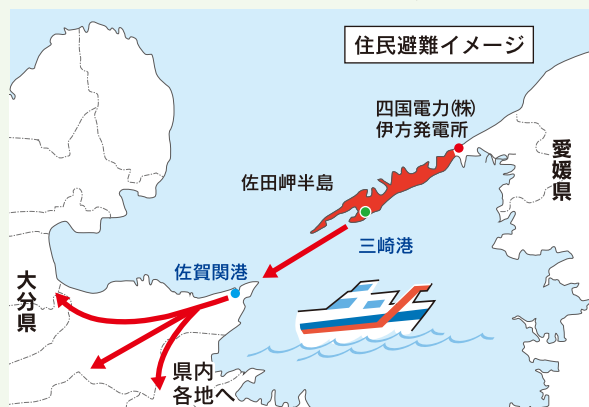 住民避難イメージ
四国電力(株)
伊方発電所
愛媛県
佐田岬半島
三崎港
佐賀関港
大分県
県内
各地へ